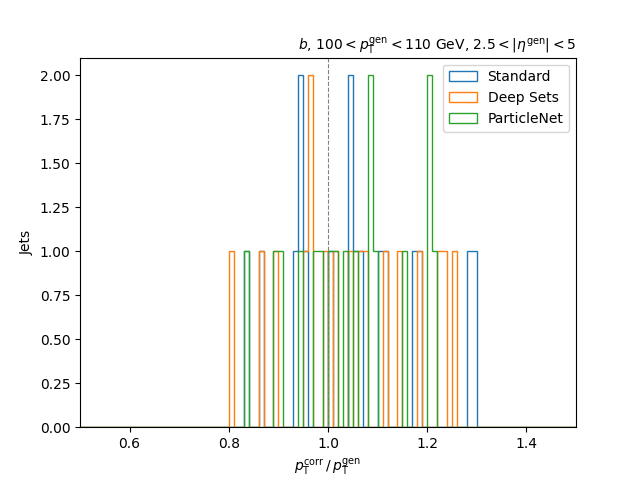 b, 100 < p_T^gen < 110 GeV, 2.5 < |η^gen| < 5
Standard
Deep Sets
ParticleNet
2.00
1.75
1.50
1.25
1.00
0.75
0.50
0.25
0.00
Jets
0.6 0.8 1.0 1.2 1.4
p_T^corr / p_T^gen